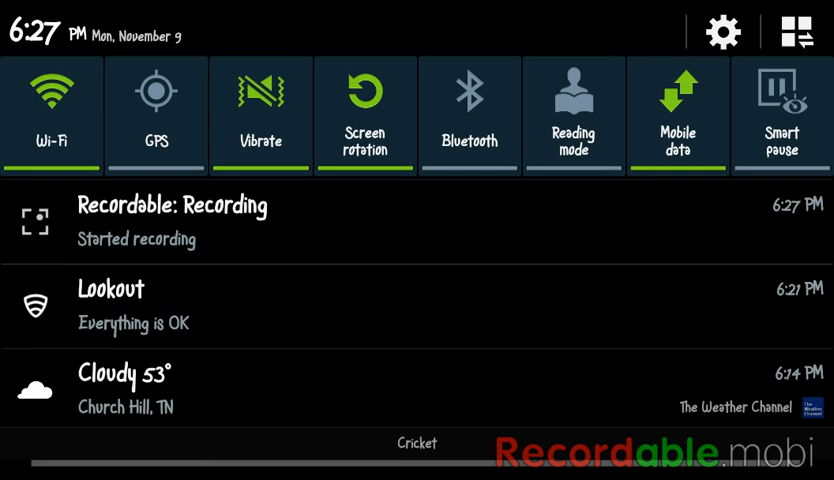 6:27 PM Mon, November 9
Wi-Fi GPS Vibrate Screen rotation Bluetooth Reading mode Mobile data Smart pause
Recordable: Recording 6:27 PM
Started recording
Lookout 6:21 PM
Everything is OK
Cloudy 53° 6:14 PM
Church Hill, TN The Weather Channel
Cricket
Recordable.mobi